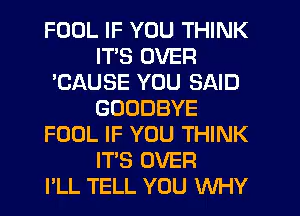 FOOL IF YOU THINK
IT'S OVER
'CAUSE YOU SAID
GOODBYE
FOOL IF YOU THINK
IT'S OVER
I'LL TELL YOU WHY